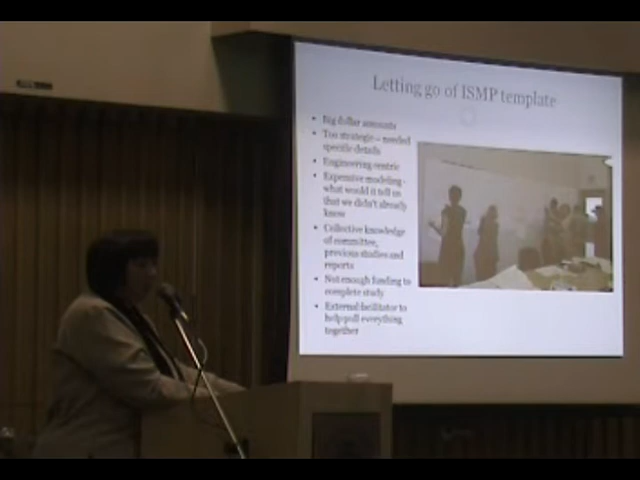 Letting go of ISMP template
• Big dollar amounts
• Too strategic – needed
specific details
• Engineering centric
• Expensive modeling -
what would it tell us
that we didn't already
know
• Collective knowledge
of committee,
previous studies and
reports
• Not enough funding to
complete study
• External facilitator to
help pull everything
together